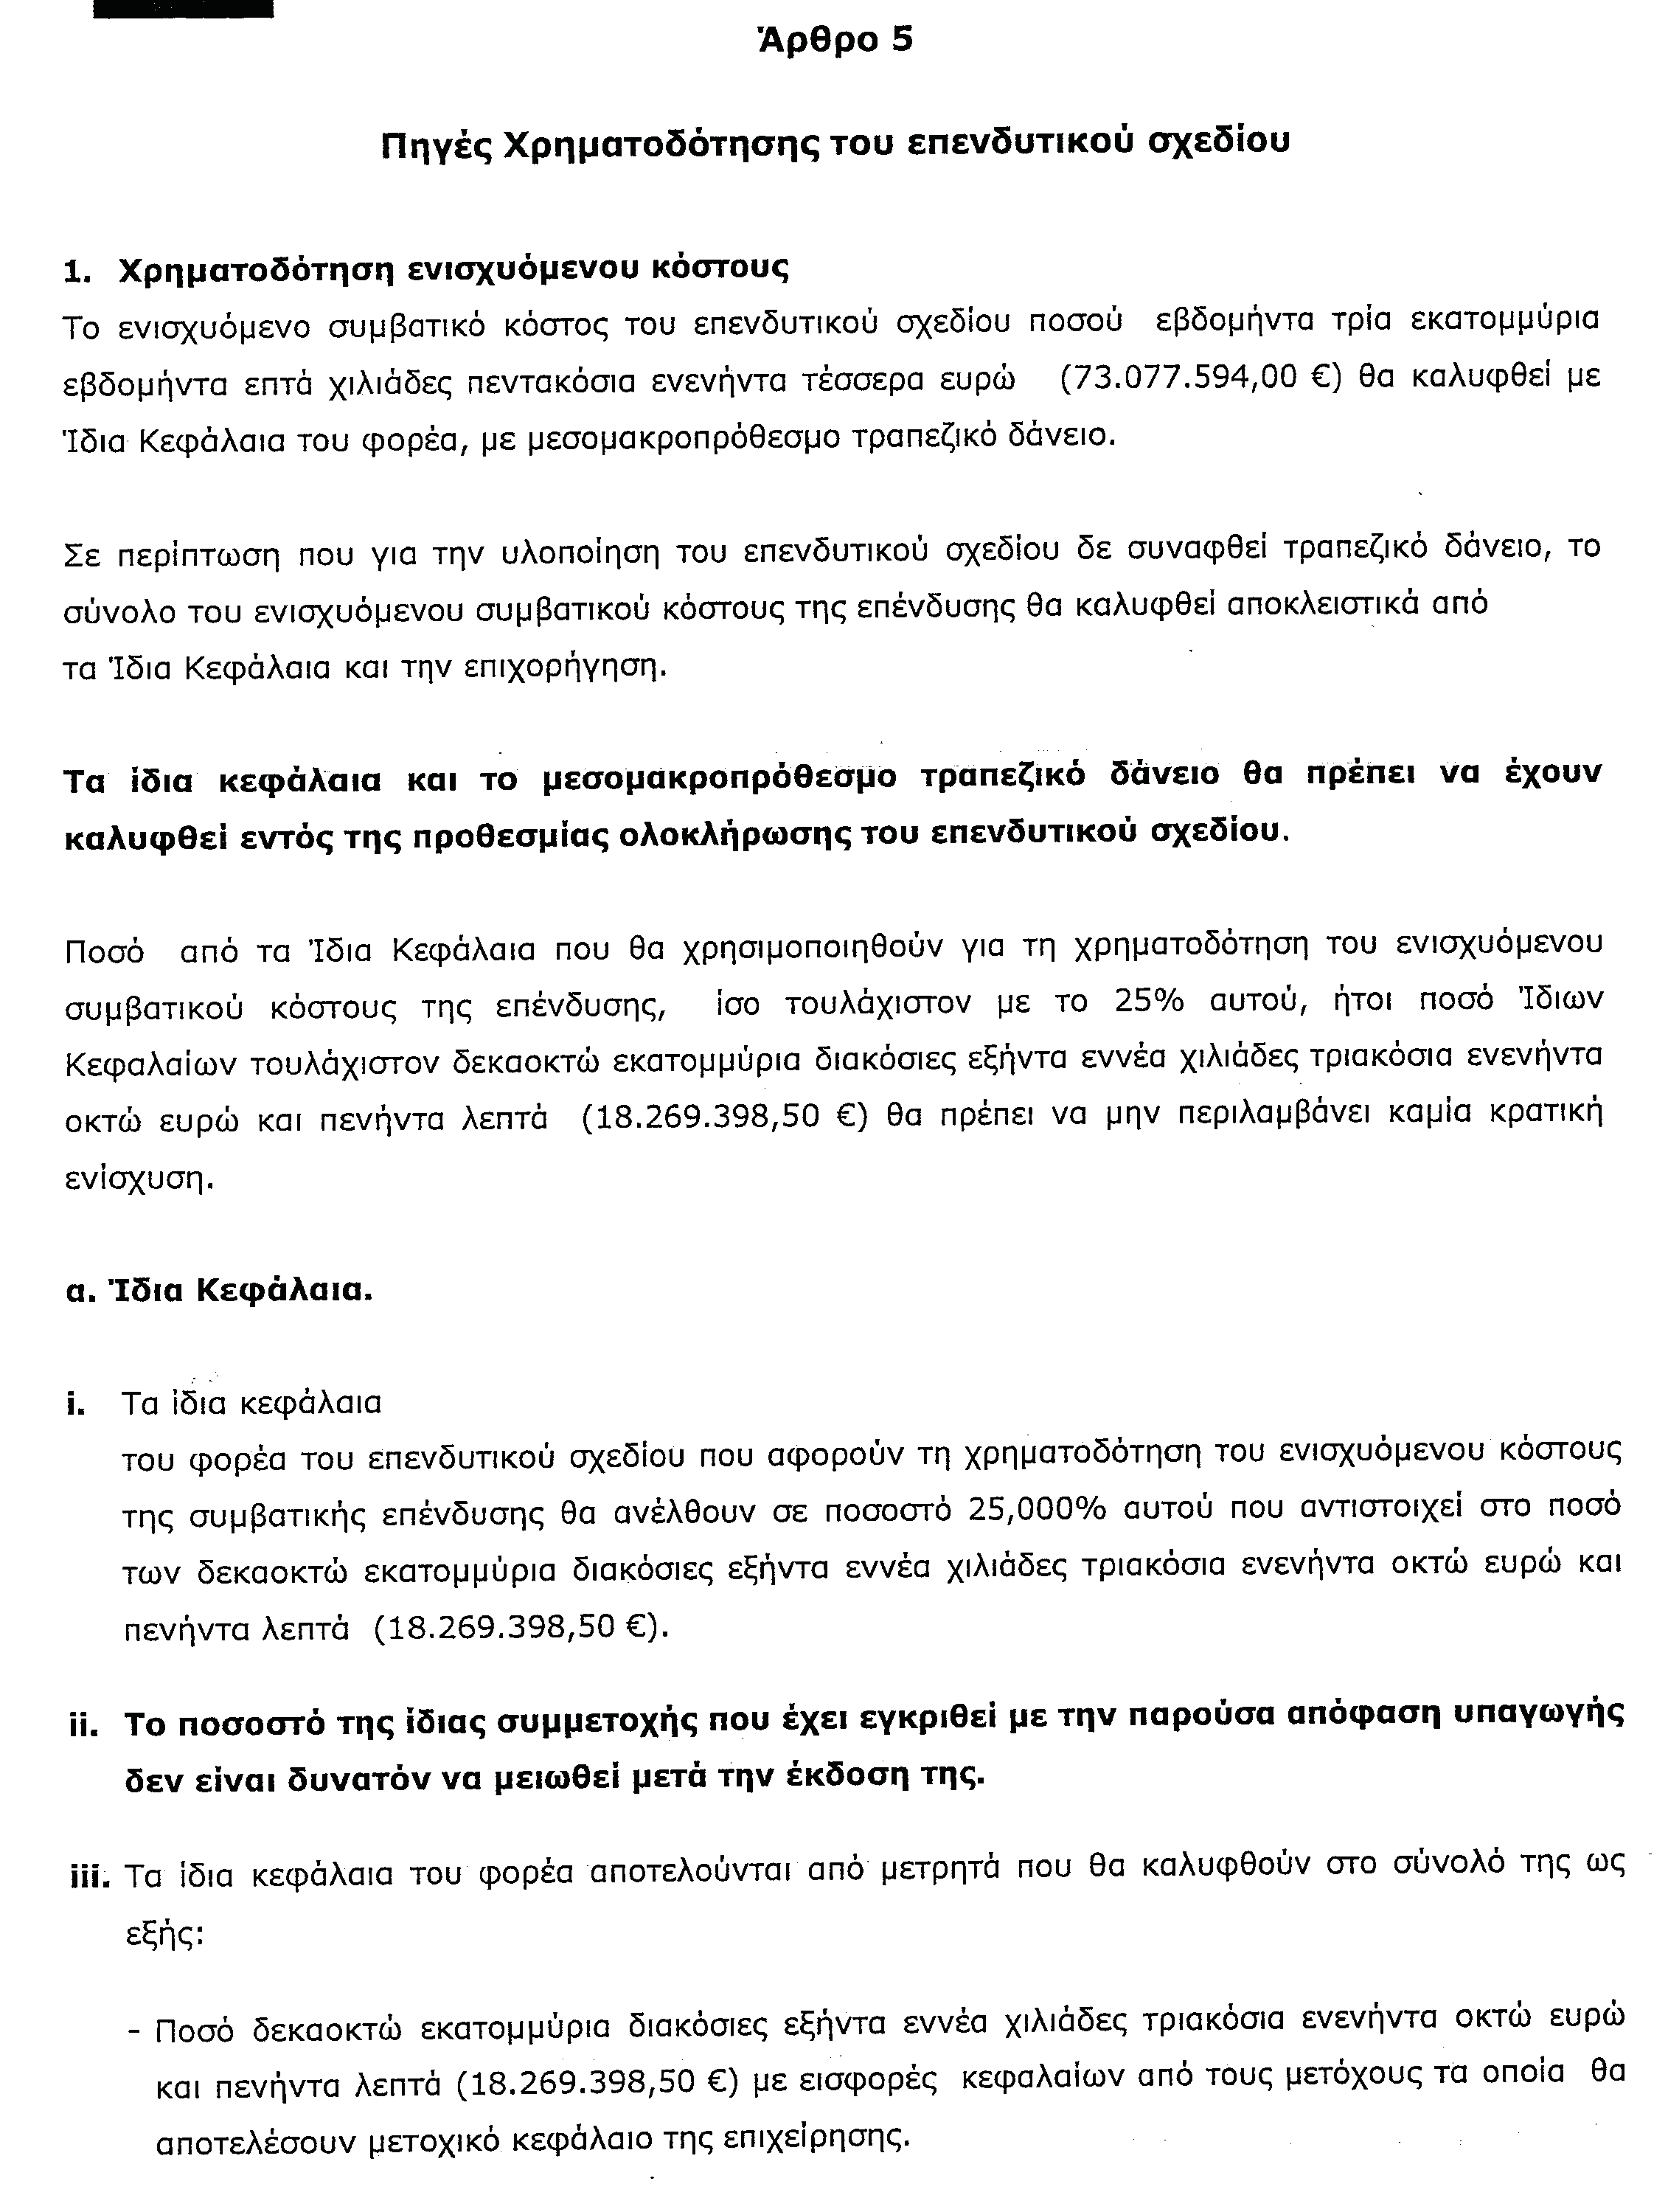 Άρθρο 5
Πηγές Χρηματοδότησης του επενδυτικού σχεδίου
1. Χρηματοδότηση ενισχυόμενου κόστους
Το ενισχυόμενο συμβατικό κόστος του επενδυτικού σχεδίου ποσού εβδομήντα τρία εκατομμύρια
εβδομήντα επτά χιλιάδες πεντακόσια ενενήντα τέσσερα ευρώ (73.077.594,00 €) θα καλυφθεί με
Ίδια Κεφάλαια του φορέα, με μεσομακροπρόθεσμο τραπεζικό δάνειο.
Σε περίπτωση που για την υλοποίηση του επενδυτικού σχεδίου δε συναφθεί τραπεζικό δάνειο, το
σύνολο του ενισχυόμενου συμβατικού κόστους της επένδυσης θα καλυφθεί αποκλειστικά από
τα Ίδια Κεφάλαια και την επιχορήγηση.
Τα ίδια κεφάλαια και το μεσομακροπρόθεσμο τραπεζικό δάνειο θα πρέπει να έχουν
καλυφθεί εντός της προθεσμίας ολοκλήρωσης του επενδυτικού σχεδίου.
Ποσό από τα Ίδια Κεφάλαια που θα χρησιμοποιηθούν για τη χρηματοδότηση του ενισχυόμενου
συμβατικού κόστους της επένδυσης, ίσο τουλάχιστον με το 25% αυτού, ήτοι ποσό Ίδιων
Κεφαλαίων τουλάχιστον δεκαοκτώ εκατομμύρια διακόσιες εξήντα εννέα χιλιάδες τριακόσια ενενήντα
οκτώ ευρώ και πενήντα λεπτά (18.269.398,50 €) θα πρέπει να μην περιλαμβάνει καμία κρατική
ενίσχυση.
α. Ίδια Κεφάλαια.
i. Τα ίδια κεφάλαια
του φορέα του επενδυτικού σχεδίου που αφορούν τη χρηματοδότηση του ενισχυόμενου κόστους
της συμβατικής επένδυσης θα ανέλθουν σε ποσοστό 25,000% αυτού που αντιστοιχεί στο ποσό
των δεκαοκτώ εκατομμύρια διακόσιες εξήντα εννέα χιλιάδες τριακόσια ενενήντα οκτώ ευρώ και
πενήντα λεπτά (18.269.398,50 €).
ii. Το ποσοστό της ίδιας συμμετοχής που έχει εγκριθεί με την παρούσα απόφαση υπαγωγής
δεν είναι δυνατόν να μειωθεί μετά την έκδοση της.
iii. Τα ίδια κεφάλαια του φορέα αποτελούνται από μετρητά που θα καλυφθούν στο σύνολό της ως
εξής:
- Ποσό δεκαοκτώ εκατομμύρια διακόσιες εξήντα εννέα χιλιάδες τριακόσια ενενήντα οκτώ ευρώ
και πενήντα λεπτά (18.269.398,50 €) με εισφορές κεφαλαίων από τους μετόχους τα οποία θα
αποτελέσουν μετοχικό κεφάλαιο της επιχείρησης.